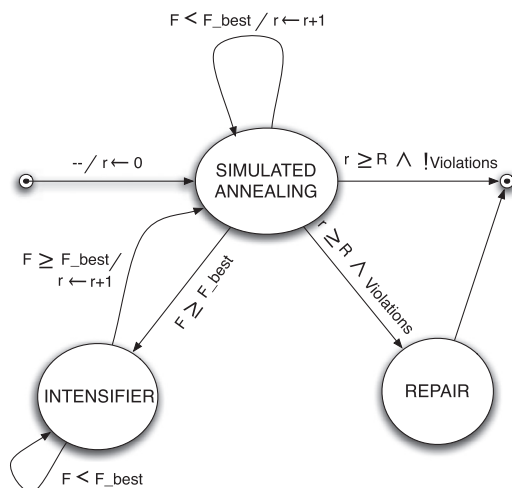 F < F_best / r ← r+1
-- / r ← 0
SIMULATED
ANNEALING
r ≥ R ∧ !Violations
F ≥ F_best /
r ← r+1
F ≥ F_best
r ≥ R ∧ Violations
INTENSIFIER
REPAIR
F < F_best